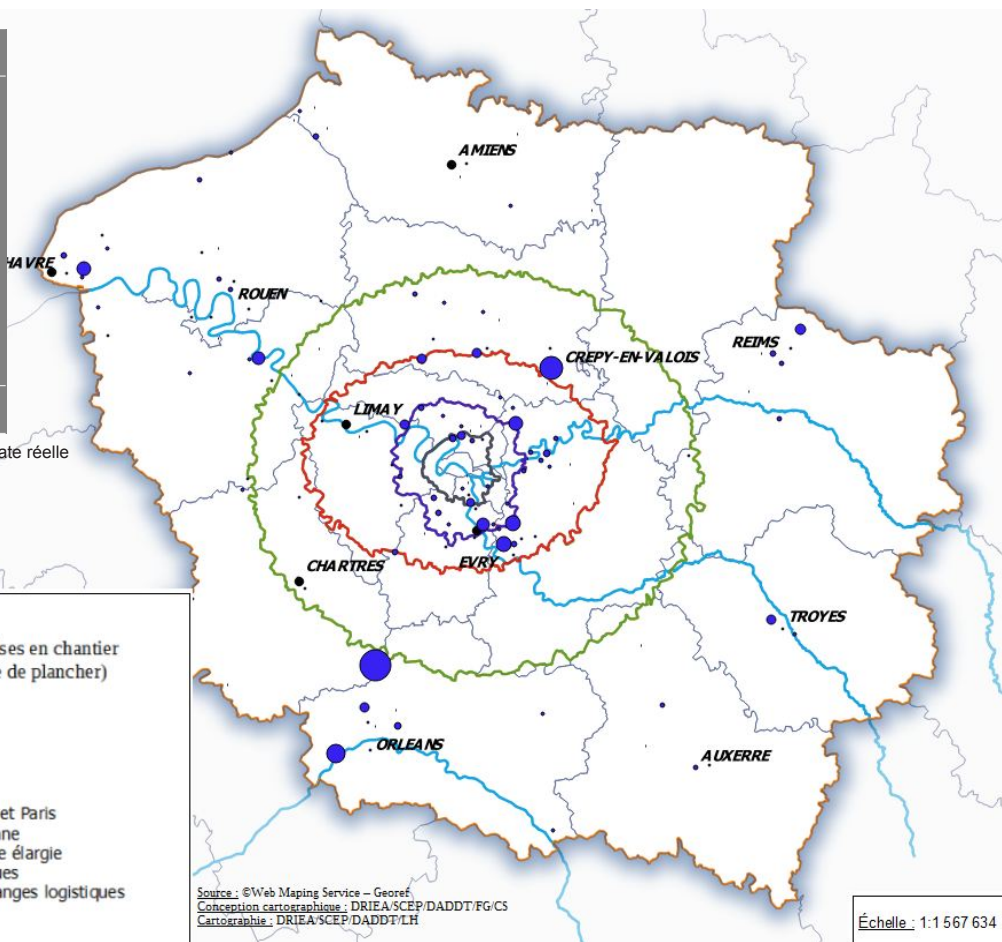 AMIENS
HAVRE
ROUEN
REIMS
CREPY-EN-VALOIS
LIMAY
ate réelle
CHARTRES
EVRY
TROYES
ses en chantier
e de plancher)
ORLEANS
AUXERRE
et Paris
ne
e élargie
ues
anges logistiques
Source : ©Web Maping Service – Georef
Conception cartographique : DRIEA/SCEP/DADDT/FG/CS
Cartographie : DRIEA/SCEP/DADDT/LH
Échelle : 1:1 567 634